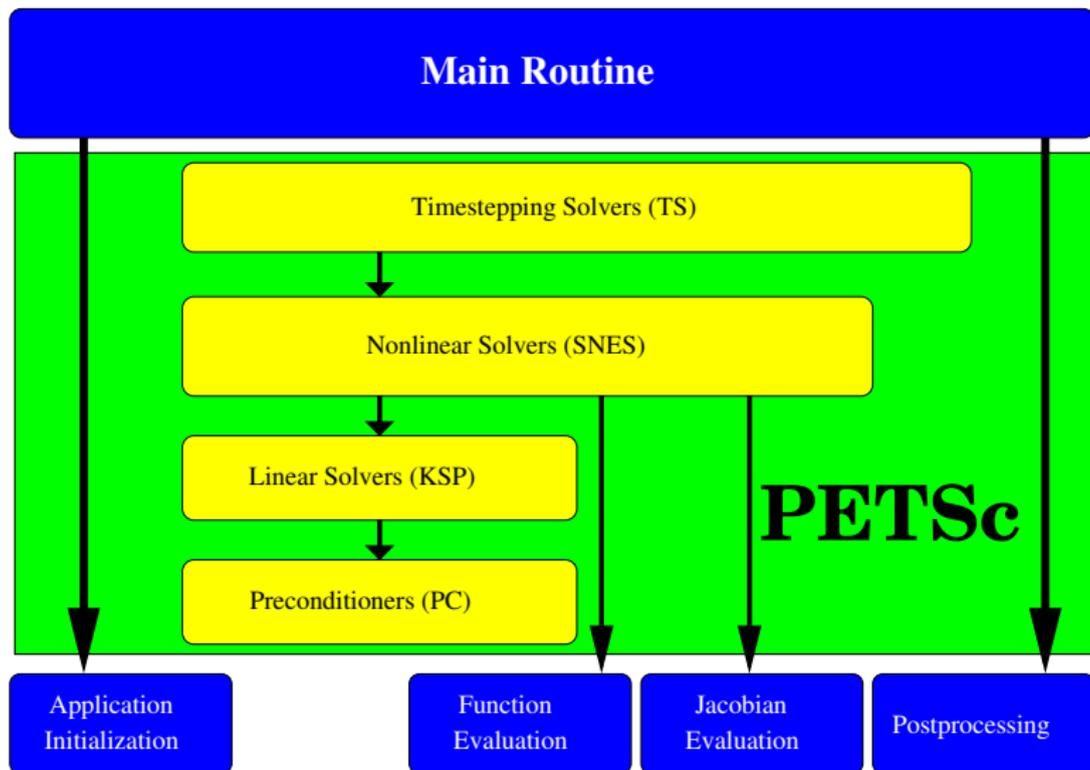 Main Routine
Timestepping Solvers (TS)
Nonlinear Solvers (SNES)
Linear Solvers (KSP)
PETSc
Preconditioners (PC)
Application
Initialization
Function
Evaluation
Jacobian
Evaluation
Postprocessing